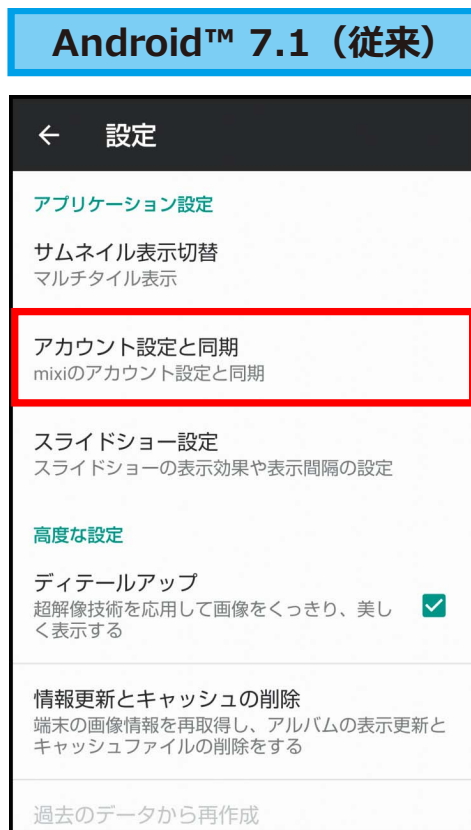 Android™ 7.1（従来）
設定
アプリケーション設定
サムネイル表示切替
マルチタイル表示
アカウント設定と同期
mixiのアカウント設定と同期
スライドショー設定
スライドショーの表示効果や表示間隔の設定
高度な設定
ディテールアップ
超解像技術を応用して画像をくっきり、美し
く表示する
情報更新とキャッシュの削除
端末の画像情報を再取得し、アルバムの表示更新と
キャッシュファイルの削除をする
過去のデータから再作成